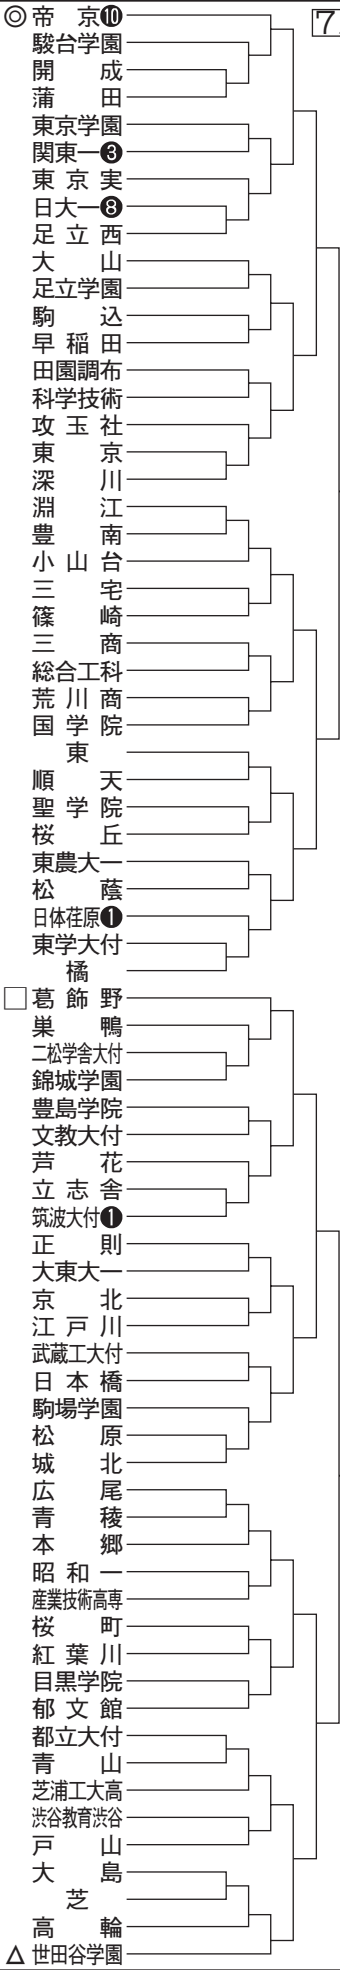 ◎帝京❿ 7
駿台学園
開成
蒲田
東京学園
関東一❸
東京実
日大一❽
足立西
大山
足立学園
駒込
早稲田
田園調布
科学技術
攻玉社
東京
深川
淵江
豊南
小山台
三宅
篠崎
三商
総合工科
荒川商
国学院
東
順天
聖学院
桜丘
東農大一
松蔭
日体荏原❶
東学大付
橘
□葛飾野
巣鴨
二松学舎大付
錦城学園
豊島学院
文教大付
芦花
立志舎
筑波大付❶
正則
大東大一
京北
江戸川
武蔵工大付
日本橋
駒場学園
松原
城北
広尾
青稜
本郷
昭和一
産業技術高専
桜町
紅葉川
目黒学院
郁文館
都立大付
青山
芝浦工大高
渋谷教育渋谷
戸山
大島
芝
高輪
△世田谷学園